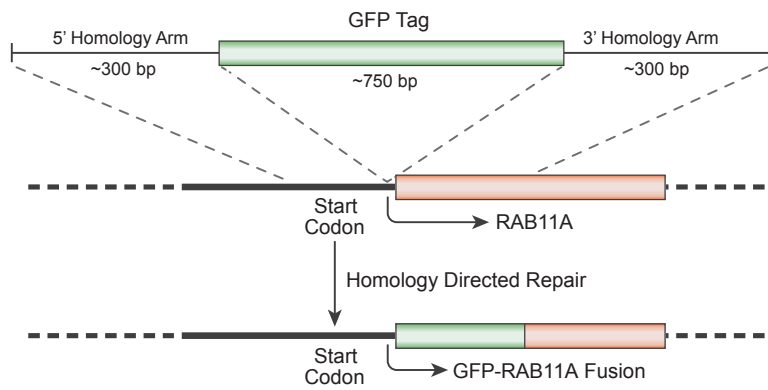 GFP Tag
5’ Homology Arm
3’ Homology Arm
~300 bp
~750 bp
~300 bp
Start
Codon
RAB11A
Homology Directed Repair
Start
Codon
GFP-RAB11A Fusion